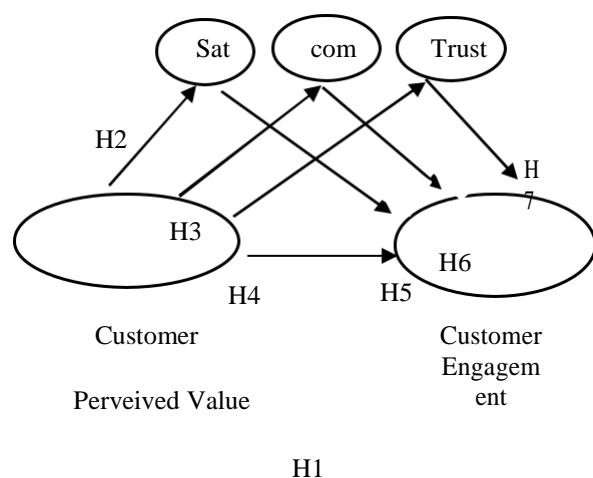 Sat
com
Trust
H2
H
7
H3
H6
H4
H5
Customer
Perveived Value
Customer
Engagem
ent
H1